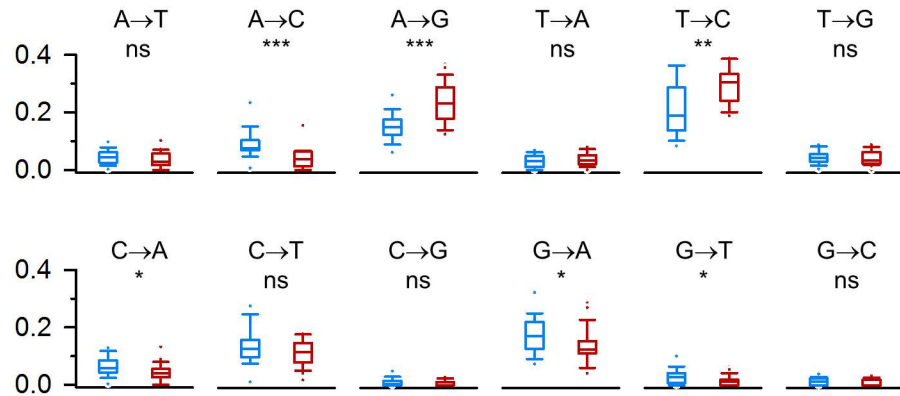 A→T A→C A→G T→A T→C T→G
ns *** *** ns ** ns
0.4
0.2
0.0
C→A C→T C→G G→A G→T G→C
* ns ns * * ns
0.4
0.2
0.0